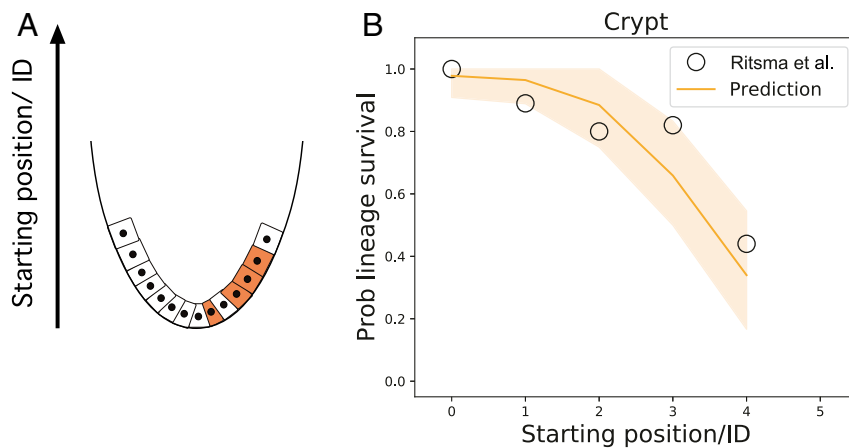 A
Starting position/ ID
B
Crypt
Ritsma et al.
Prediction
Prob lineage survival
1.0
0.8
0.6
0.4
0.2
0.0
0
1
2
3
4
5
Starting position/ID